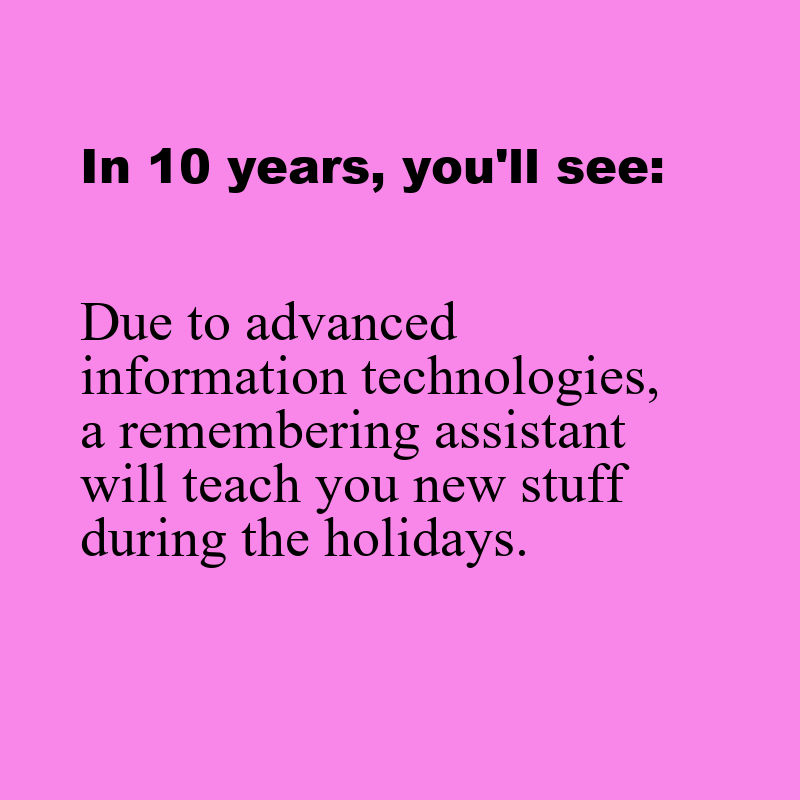 In 10 years, you'll see:
Due to advanced
information technologies,
a remembering assistant
will teach you new stuff
during the holidays.